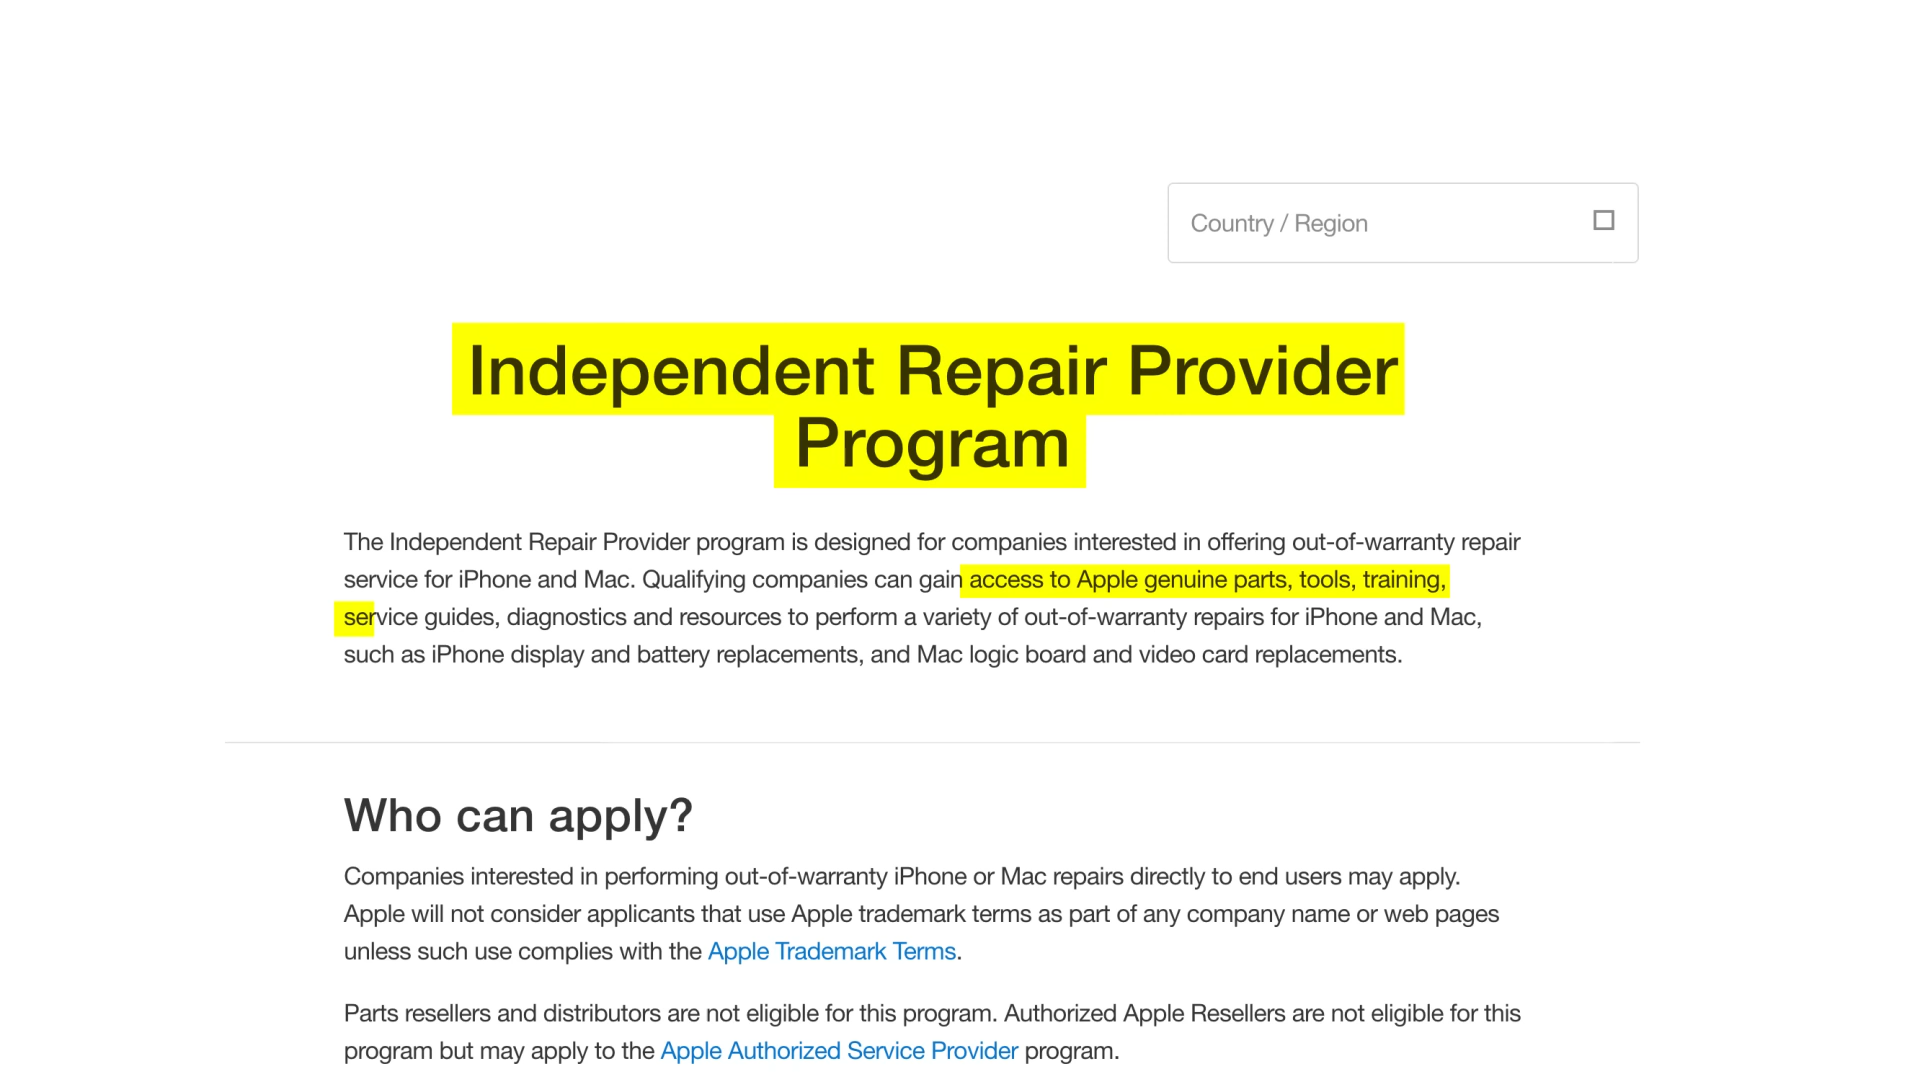 Country / Region
Independent Repair Provider
Program
The Independent Repair Provider program is designed for companies interested in offering out-of-warranty repair
service for iPhone and Mac. Qualifying companies can gain access to Apple genuine parts, tools, training,
service guides, diagnostics and resources to perform a variety of out-of-warranty repairs for iPhone and Mac,
such as iPhone display and battery replacements, and Mac logic board and video card replacements.
Who can apply?
Companies interested in performing out-of-warranty iPhone or Mac repairs directly to end users may apply.
Apple will not consider applicants that use Apple trademark terms as part of any company name or web pages
unless such use complies with the Apple Trademark Terms.
Parts resellers and distributors are not eligible for this program. Authorized Apple Resellers are not eligible for this
program but may apply to the Apple Authorized Service Provider program.